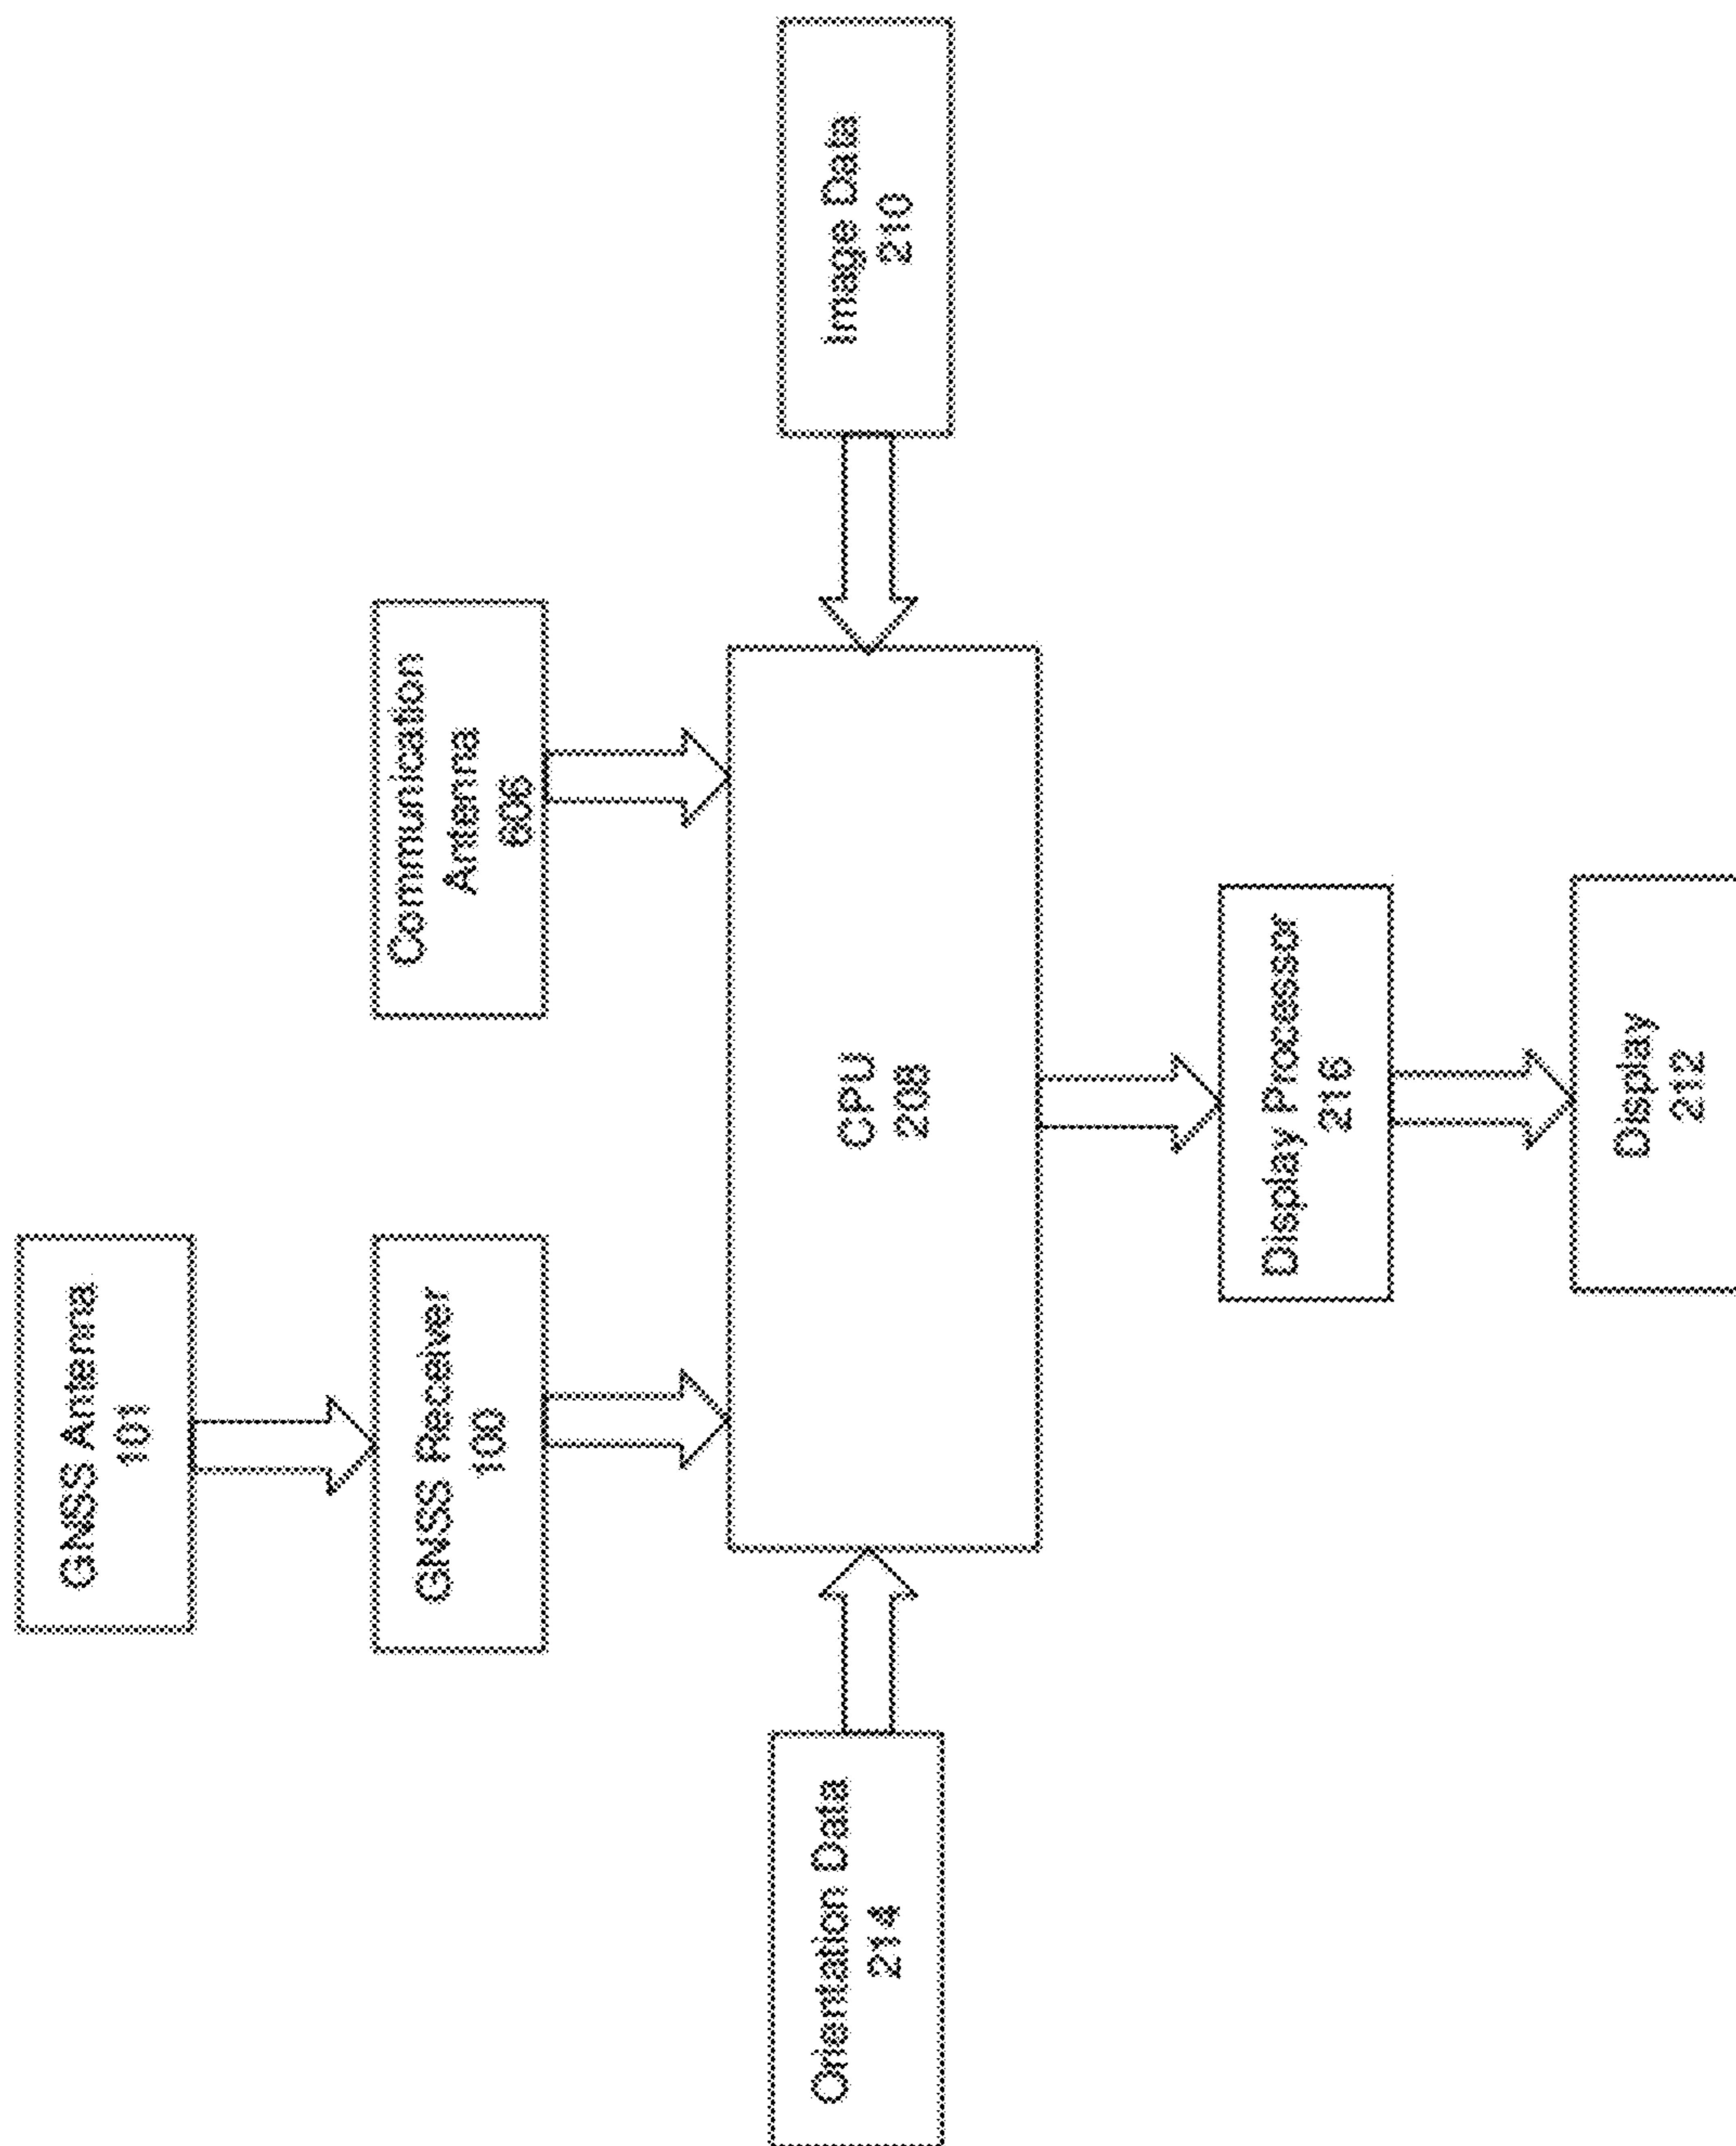 GNSS Antenna
101
GNSS Receiver
100
Communication
Antenna
606
Orientation Data
214
CPU
208
Image Data
210
Display Processor
216
Display
212